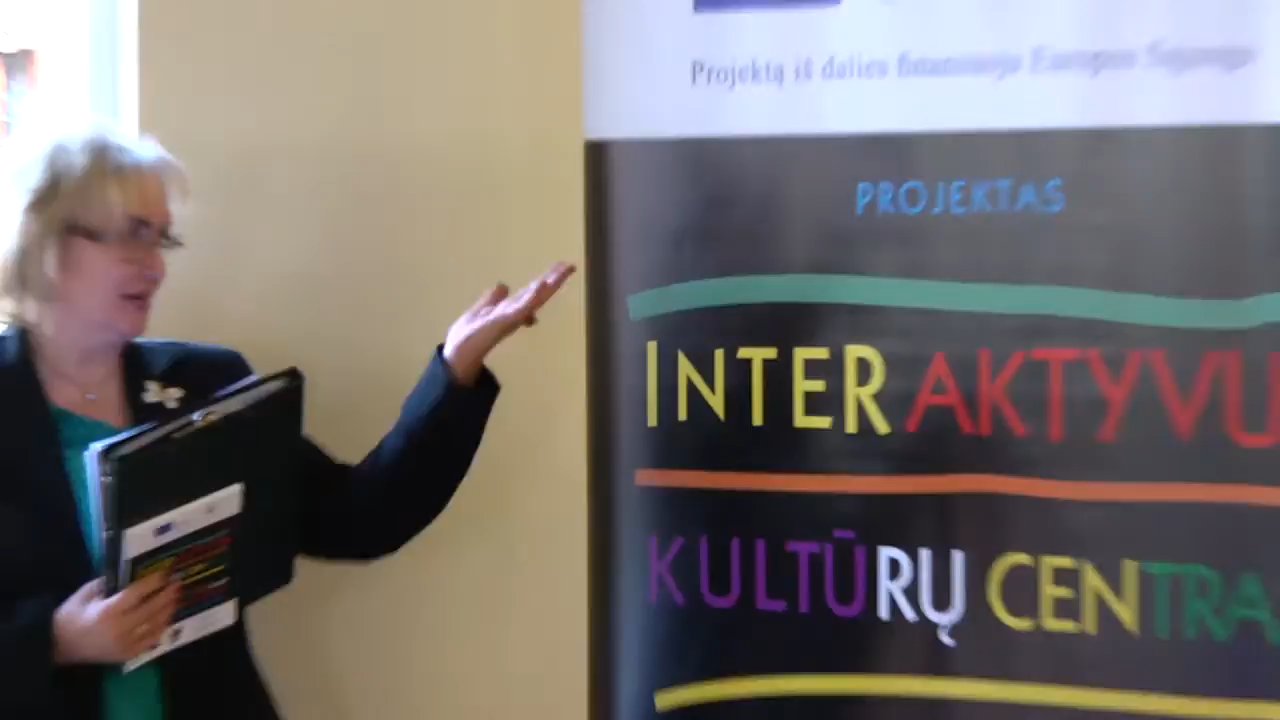 Projektą iš dalies finansuoja Europos Sąjunga
PROJEKTAS
INTERAKTYVU
KULTŪRŲ CENTRA